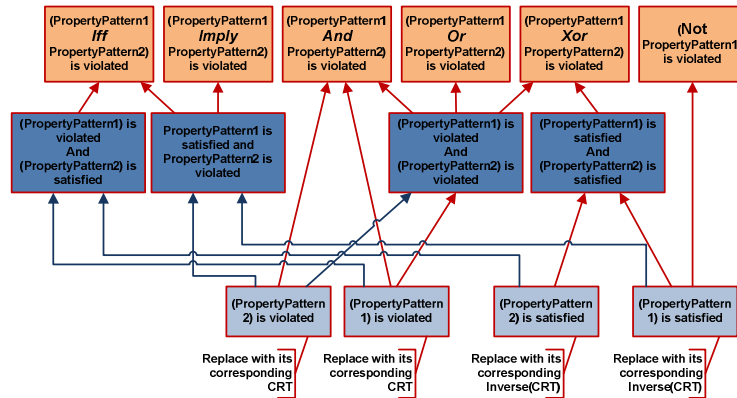 (PropertyPattern1
Iff
PropertyPattern2)
is violated
(PropertyPattern1
Imply
PropertyPattern2)
is violated
(PropertyPattern1
And
PropertyPattern2)
is violated
(PropertyPattern1
Or
PropertyPattern2)
is violated
(PropertyPattern1
Xor
PropertyPattern2)
is violated
(Not
PropertyPattern1
is violated
(PropertyPattern1) is
violated
And
(PropertyPattern2) is
satisfied
PropertyPattern1 is
satisfied and
PropertyPattern2 is
violated
(PropertyPattern1) is
violated
And
(PropertyPattern2) is
violated
(PropertyPattern1) is
satisfied
And
(PropertyPattern2) is
satisfied
(PropertyPattern
2) is violated
(PropertyPattern
1) is violated
(PropertyPattern
2) is satisfied
(PropertyPattern
1) is satisfied
Replace with its
corresponding
CRT
Replace with its
corresponding
CRT
Replace with its
corresponding
Inverse(CRT)
Replace with its
corresponding
Inverse(CRT)